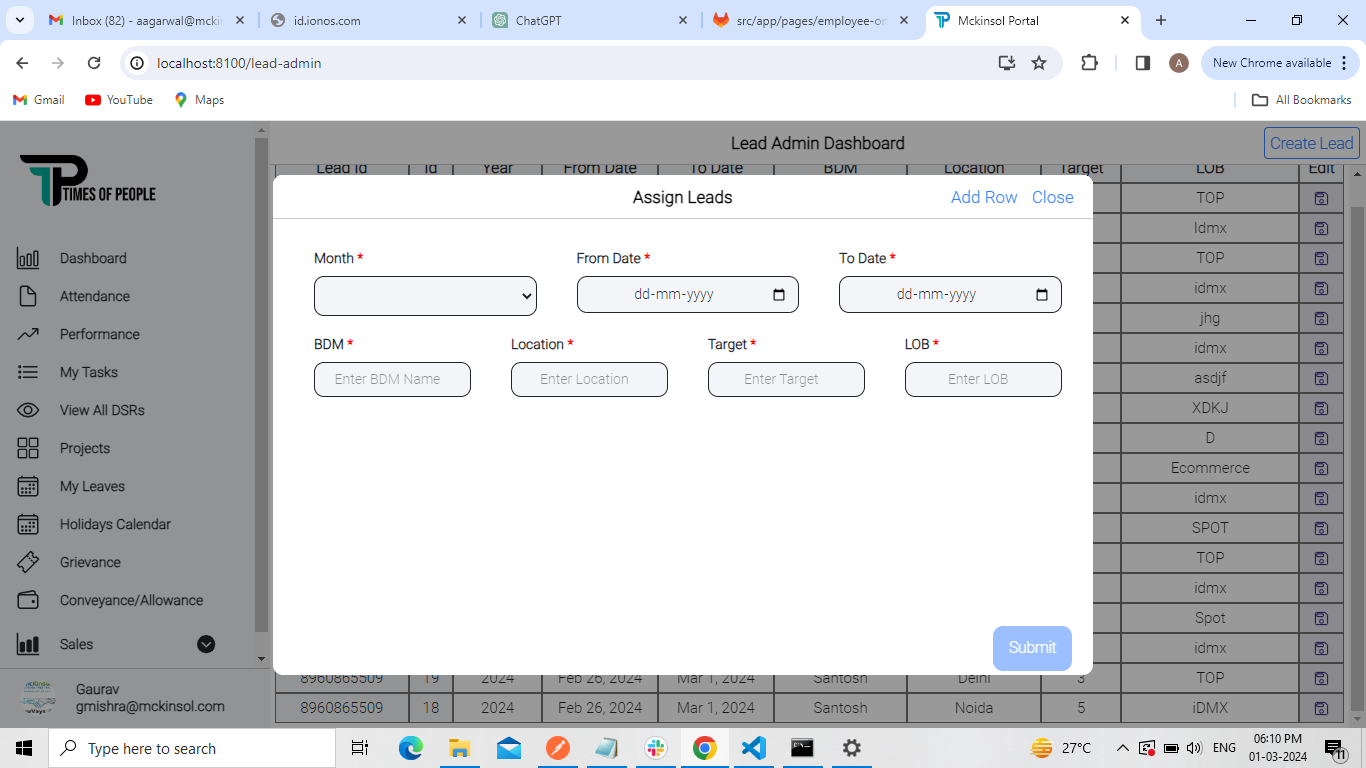 Inbox (82) - aagarwal@mckin
id.ionos.com
ChatGPT
src/app/pages/employee-on
Mckinsol Portal
localhost:8100/lead-admin
A
New Chrome available
Gmail
YouTube
Maps
All Bookmarks
TP TIMES OF PEOPLE
Dashboard
Attendance
Performance
My Tasks
View All DSRs
Projects
My Leaves
Holidays Calendar
Grievance
Conveyance/Allowance
Sales
Gaurav
gmishra@mckinsol.com
Lead Admin Dashboard
Create Lead
Lead Id Id Year From Date To Date BDM Location Target LOB Edit
Assign Leads
Add Row Close
Month * From Date * To Date *
dd-mm-yyyy dd-mm-yyyy
BDM * Location * Target * LOB *
Enter BDM Name Enter Location Enter Target Enter LOB
Submit
TOP
Idmx
TOP
idmx
jhg
idmx
asdjf
XDKJ
D
Ecommerce
idmx
SPOT
TOP
idmx
Spot
idmx
8960865509 19 2024 Feb 26, 2024 Mar 1, 2024 Santosh Delhi 3 TOP
8960865509 18 2024 Feb 26, 2024 Mar 1, 2024 Santosh Noida 5 iDMX
Type here to search
27°C
ENG
06:10 PM
01-03-2024
11